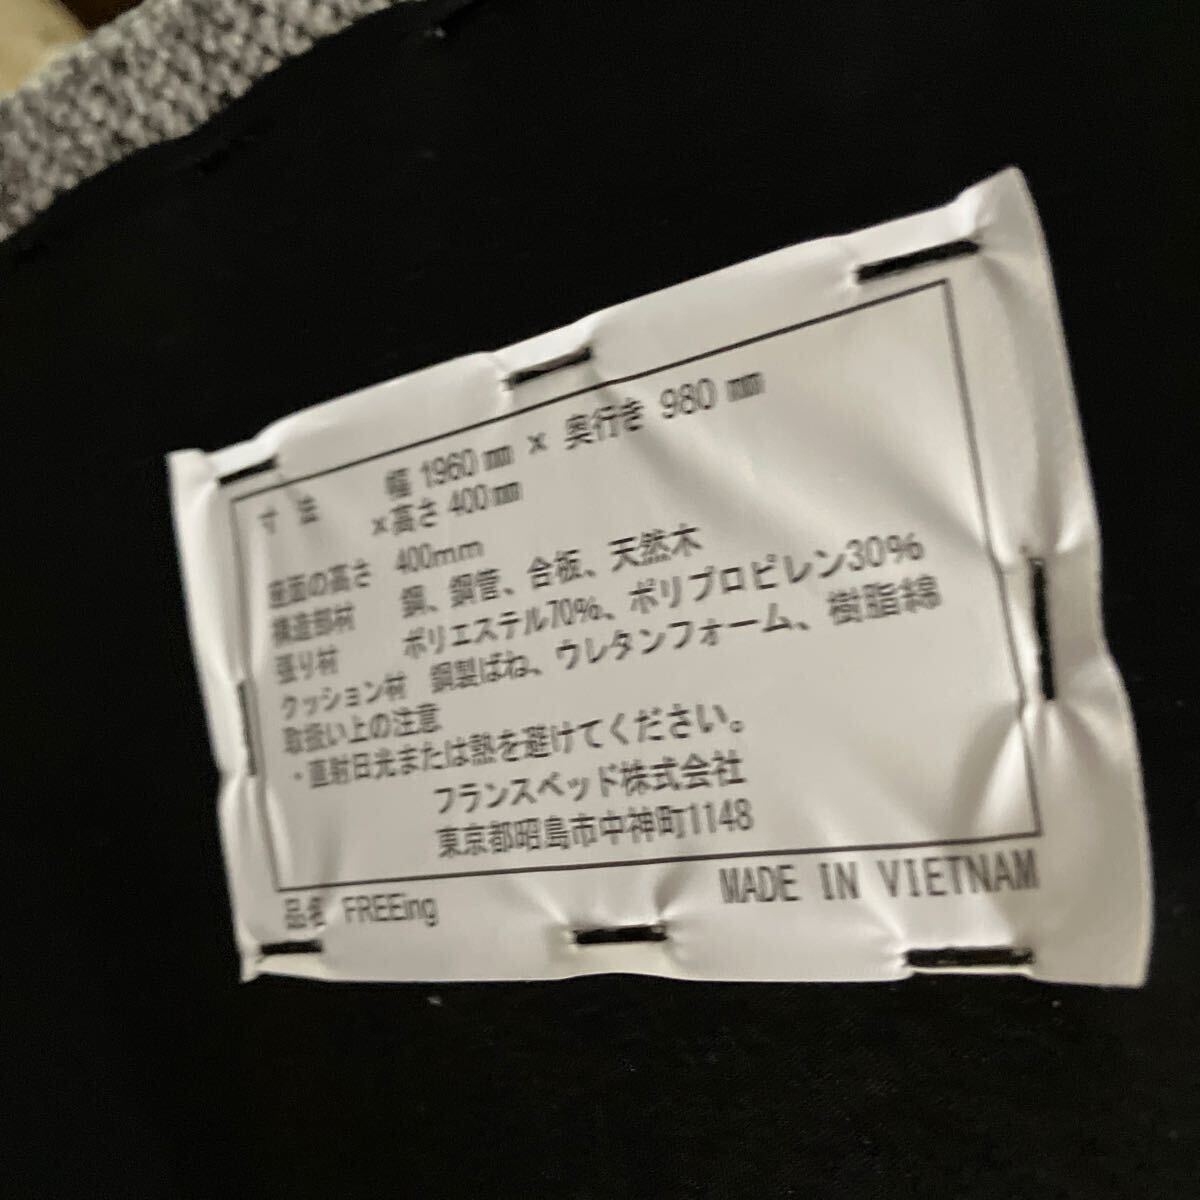 寸法 幅 1960㎜ × 奥行き 980㎜
×高さ 400㎜
座面の高さ 400mm
構造部材 鋼、鋼管、合板、天然木
張り材 ポリエステル70%、ポリプロピレン30%
クッション材 鋼製ばね、ウレタンフォーム、樹脂綿
取扱い上の注意
・直射日光または熱を避けてください。
フランスベッド株式会社
東京都昭島市中神町1148
品名 FREEing MADE IN VIETNAM